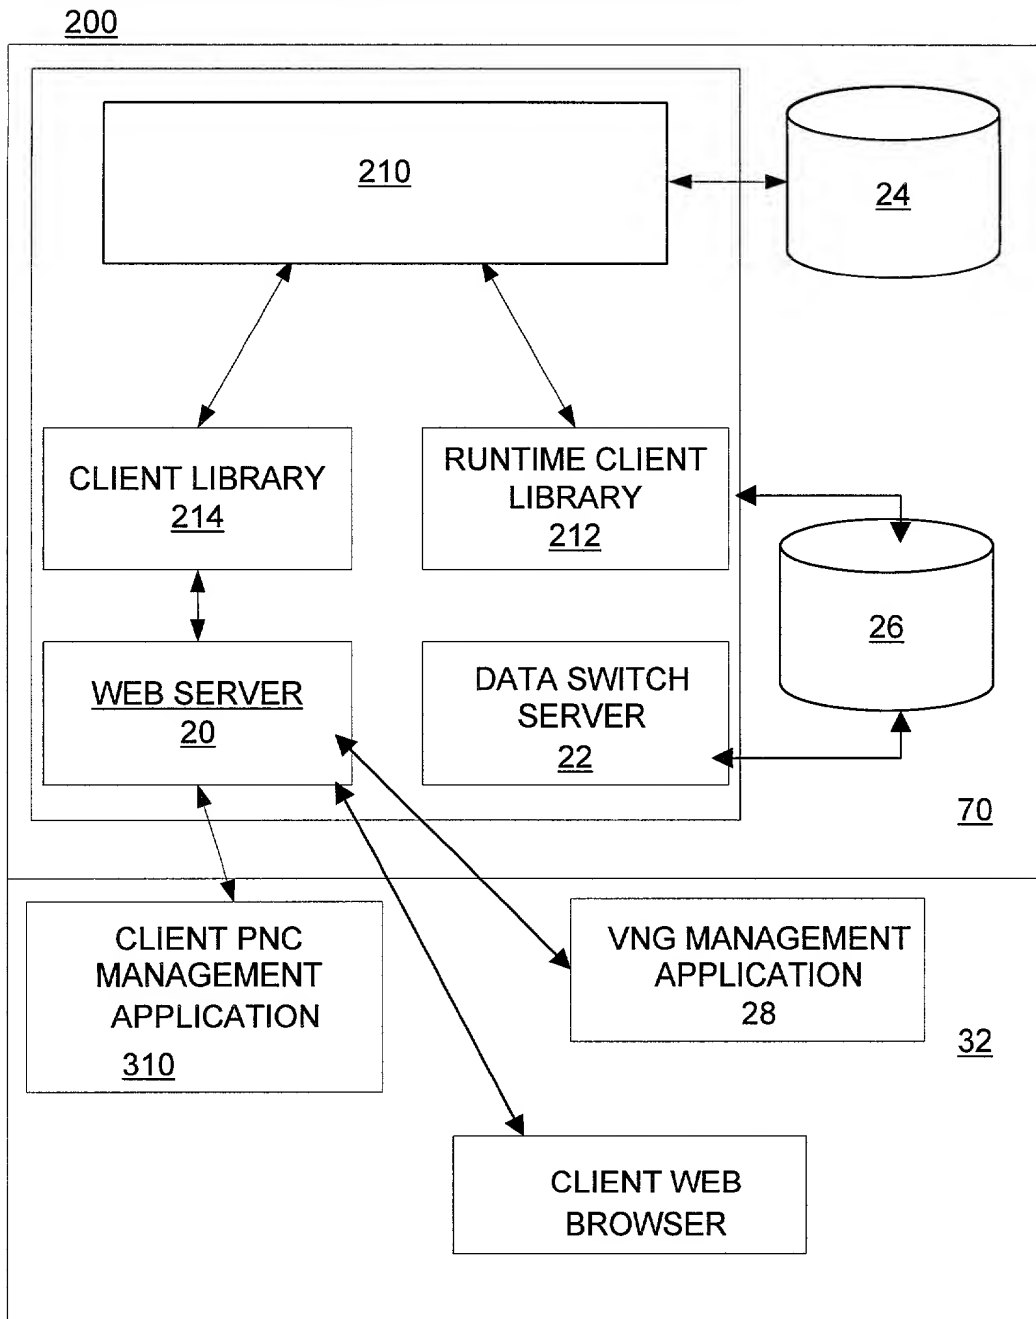 200
210
24
CLIENT LIBRARY
214
RUNTIME CLIENT
LIBRARY
212
26
WEB SERVER
20
DATA SWITCH
SERVER
22
70
CLIENT PNC
MANAGEMENT
APPLICATION
310
VNG MANAGEMENT
APPLICATION
28
32
CLIENT WEB
BROWSER